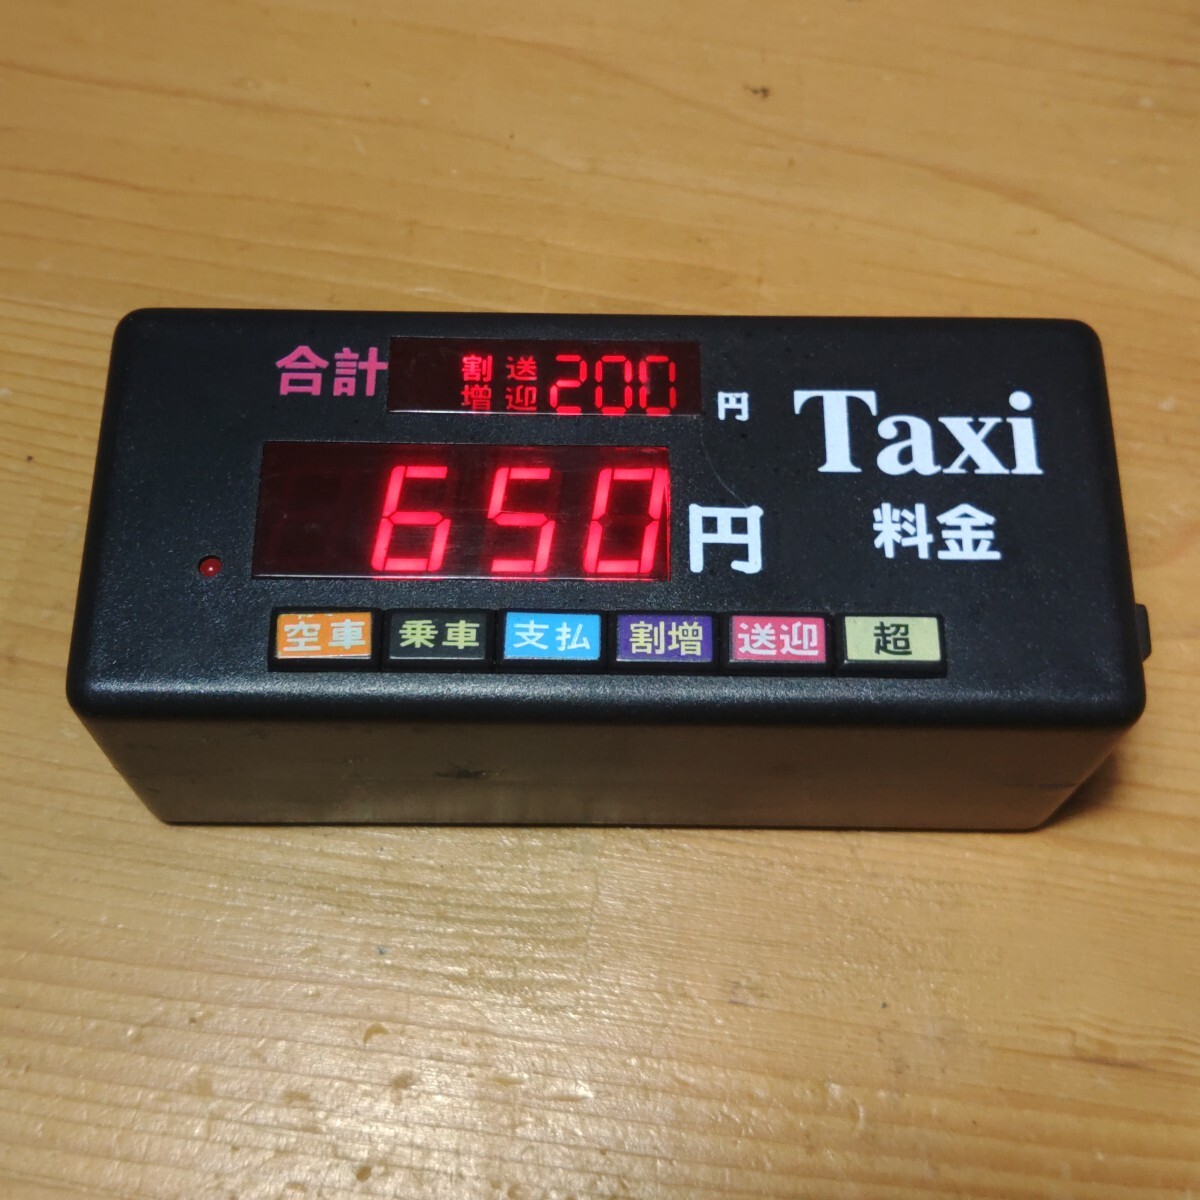 合計 割増 送迎 200 円
650 円
Taxi
料金
空車 乗車 支払 割増 送迎 超